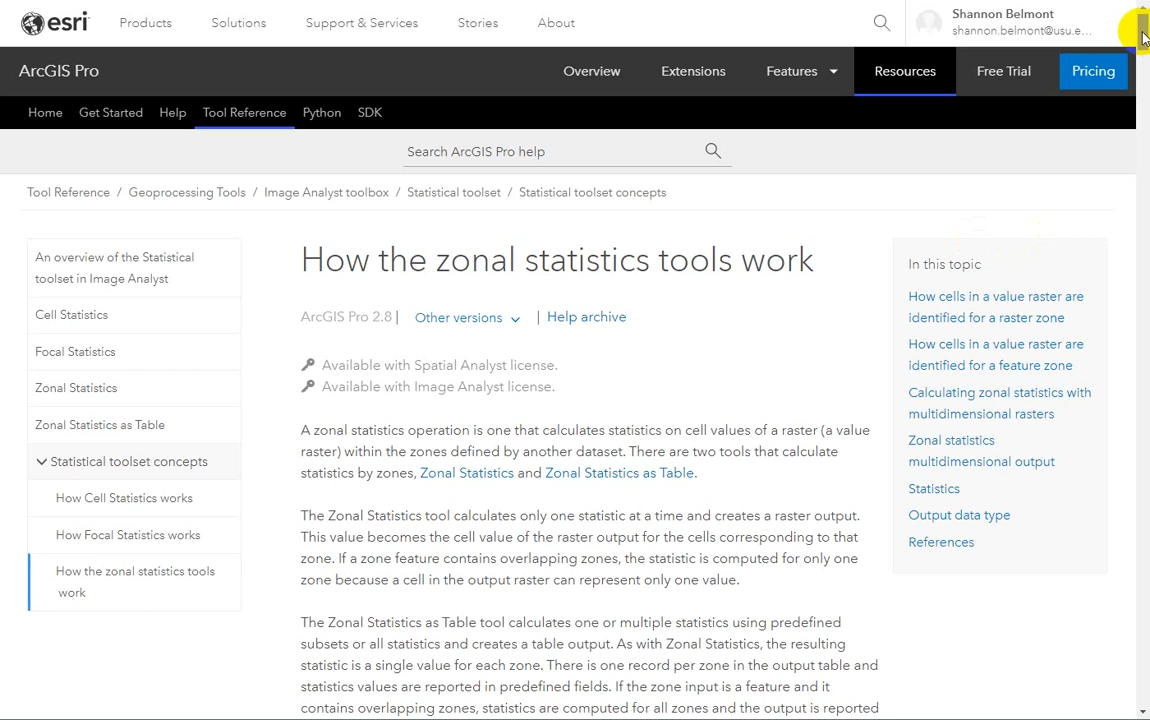 esri
Products
Solutions
Support & Services
Stories
About
Shannon Belmont
shannon.belmont@usu.e...
ArcGIS Pro
Overview
Extensions
Features
Resources
Free Trial
Pricing
Home
Get Started
Help
Tool Reference
Python
SDK
Search ArcGIS Pro help
Tool Reference / Geoprocessing Tools / Image Analyst toolbox / Statistical toolset / Statistical toolset concepts
An overview of the Statistical
toolset in Image Analyst
Cell Statistics
Focal Statistics
Zonal Statistics
Zonal Statistics as Table
Statistical toolset concepts
How Cell Statistics works
How Focal Statistics works
How the zonal statistics tools
work
How the zonal statistics tools work
ArcGIS Pro 2.8 | Other versions | Help archive
Available with Spatial Analyst license.
Available with Image Analyst license.
A zonal statistics operation is one that calculates statistics on cell values of a raster (a value
raster) within the zones defined by another dataset. There are two tools that calculate
statistics by zones, Zonal Statistics and Zonal Statistics as Table.
The Zonal Statistics tool calculates only one statistic at a time and creates a raster output.
This value becomes the cell value of the raster output for the cells corresponding to that
zone. If a zone feature contains overlapping zones, the statistic is computed for only one
zone because a cell in the output raster can represent only one value.
The Zonal Statistics as Table tool calculates one or multiple statistics using predefined
subsets or all statistics and creates a table output. As with Zonal Statistics, the resulting
statistic is a single value for each zone. There is one record per zone in the output table and
statistics values are reported in predefined fields. If the zone input is a feature and it
contains overlapping zones, statistics are computed for all zones and the output is reported
In this topic
How cells in a value raster are
identified for a raster zone
How cells in a value raster are
identified for a feature zone
Calculating zonal statistics with
multidimensional rasters
Zonal statistics
multidimensional output
Statistics
Output data type
References